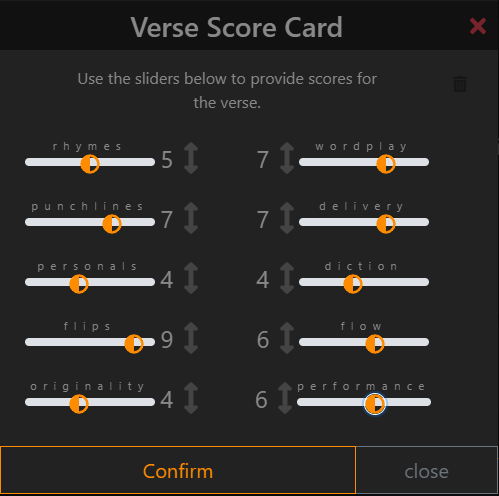 Verse Score Card
Use the sliders below to provide scores for
the verse.
rhymes 5 7 wordplay
punchlines 7 7 delivery
personals 4 4 diction
flips 9 6 flow
originality 4 6 performance
Confirm close